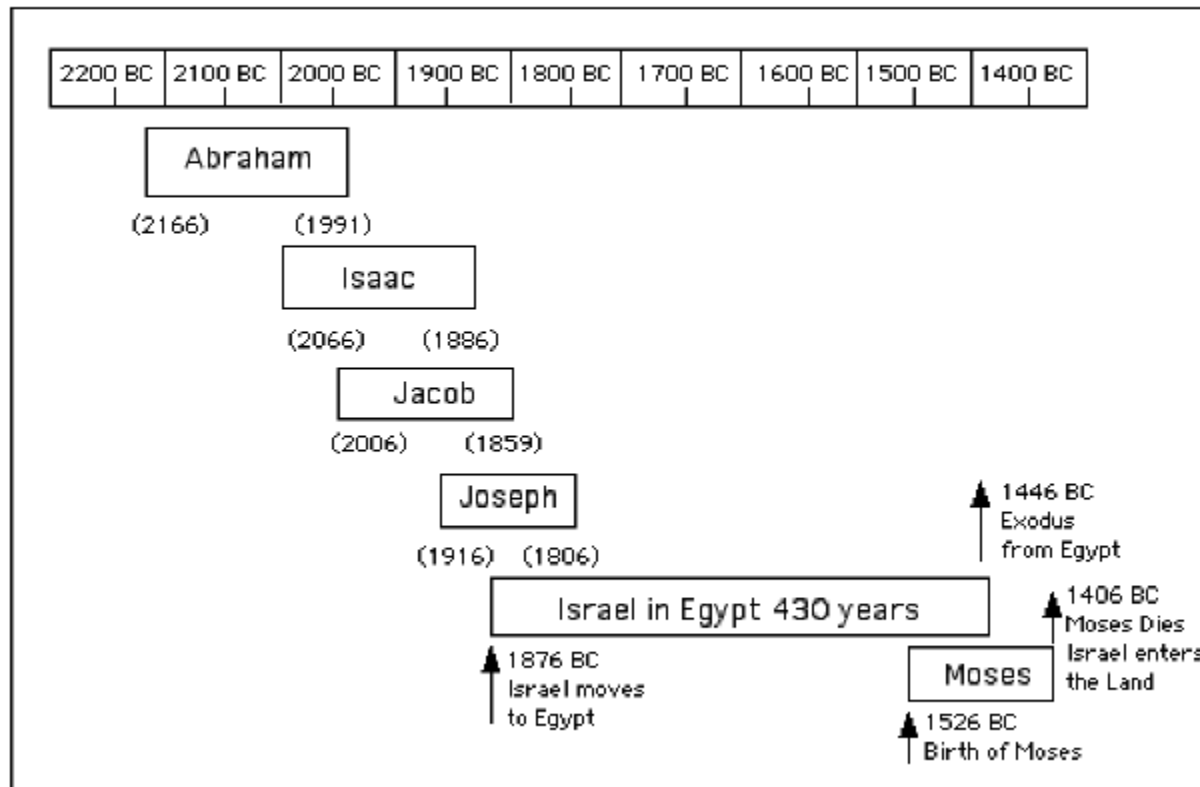 2200 BC 2100 BC 2000 BC 1900 BC 1800 BC 1700 BC 1600 BC 1500 BC 1400 BC
Abraham
(2166) (1991)
Isaac
(2066) (1886)
Jacob
(2006) (1859)
Joseph
(1916) (1806)
1446 BC
Exodus
from Egypt
Israel in Egypt 430 years
1406 BC
Moses Dies
Israel enters
the Land
1876 BC
Israel moves
to Egypt
Moses
1526 BC
Birth of Moses